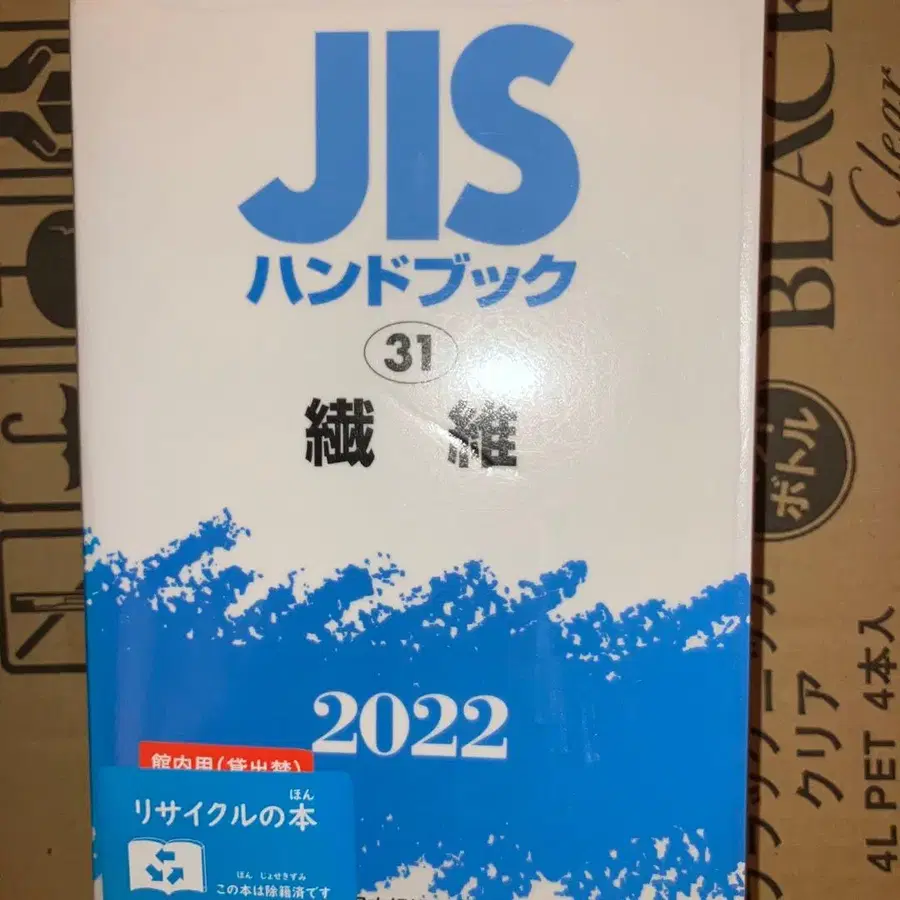 JIS
ハンドブック
31
繊維
2022
館内用(貸出禁)
ほん
リサイクルの本
ほん じょせきずみ
この本は除籍済です
BLACK
Clear
ボトル
クリア
4L PET 4本入